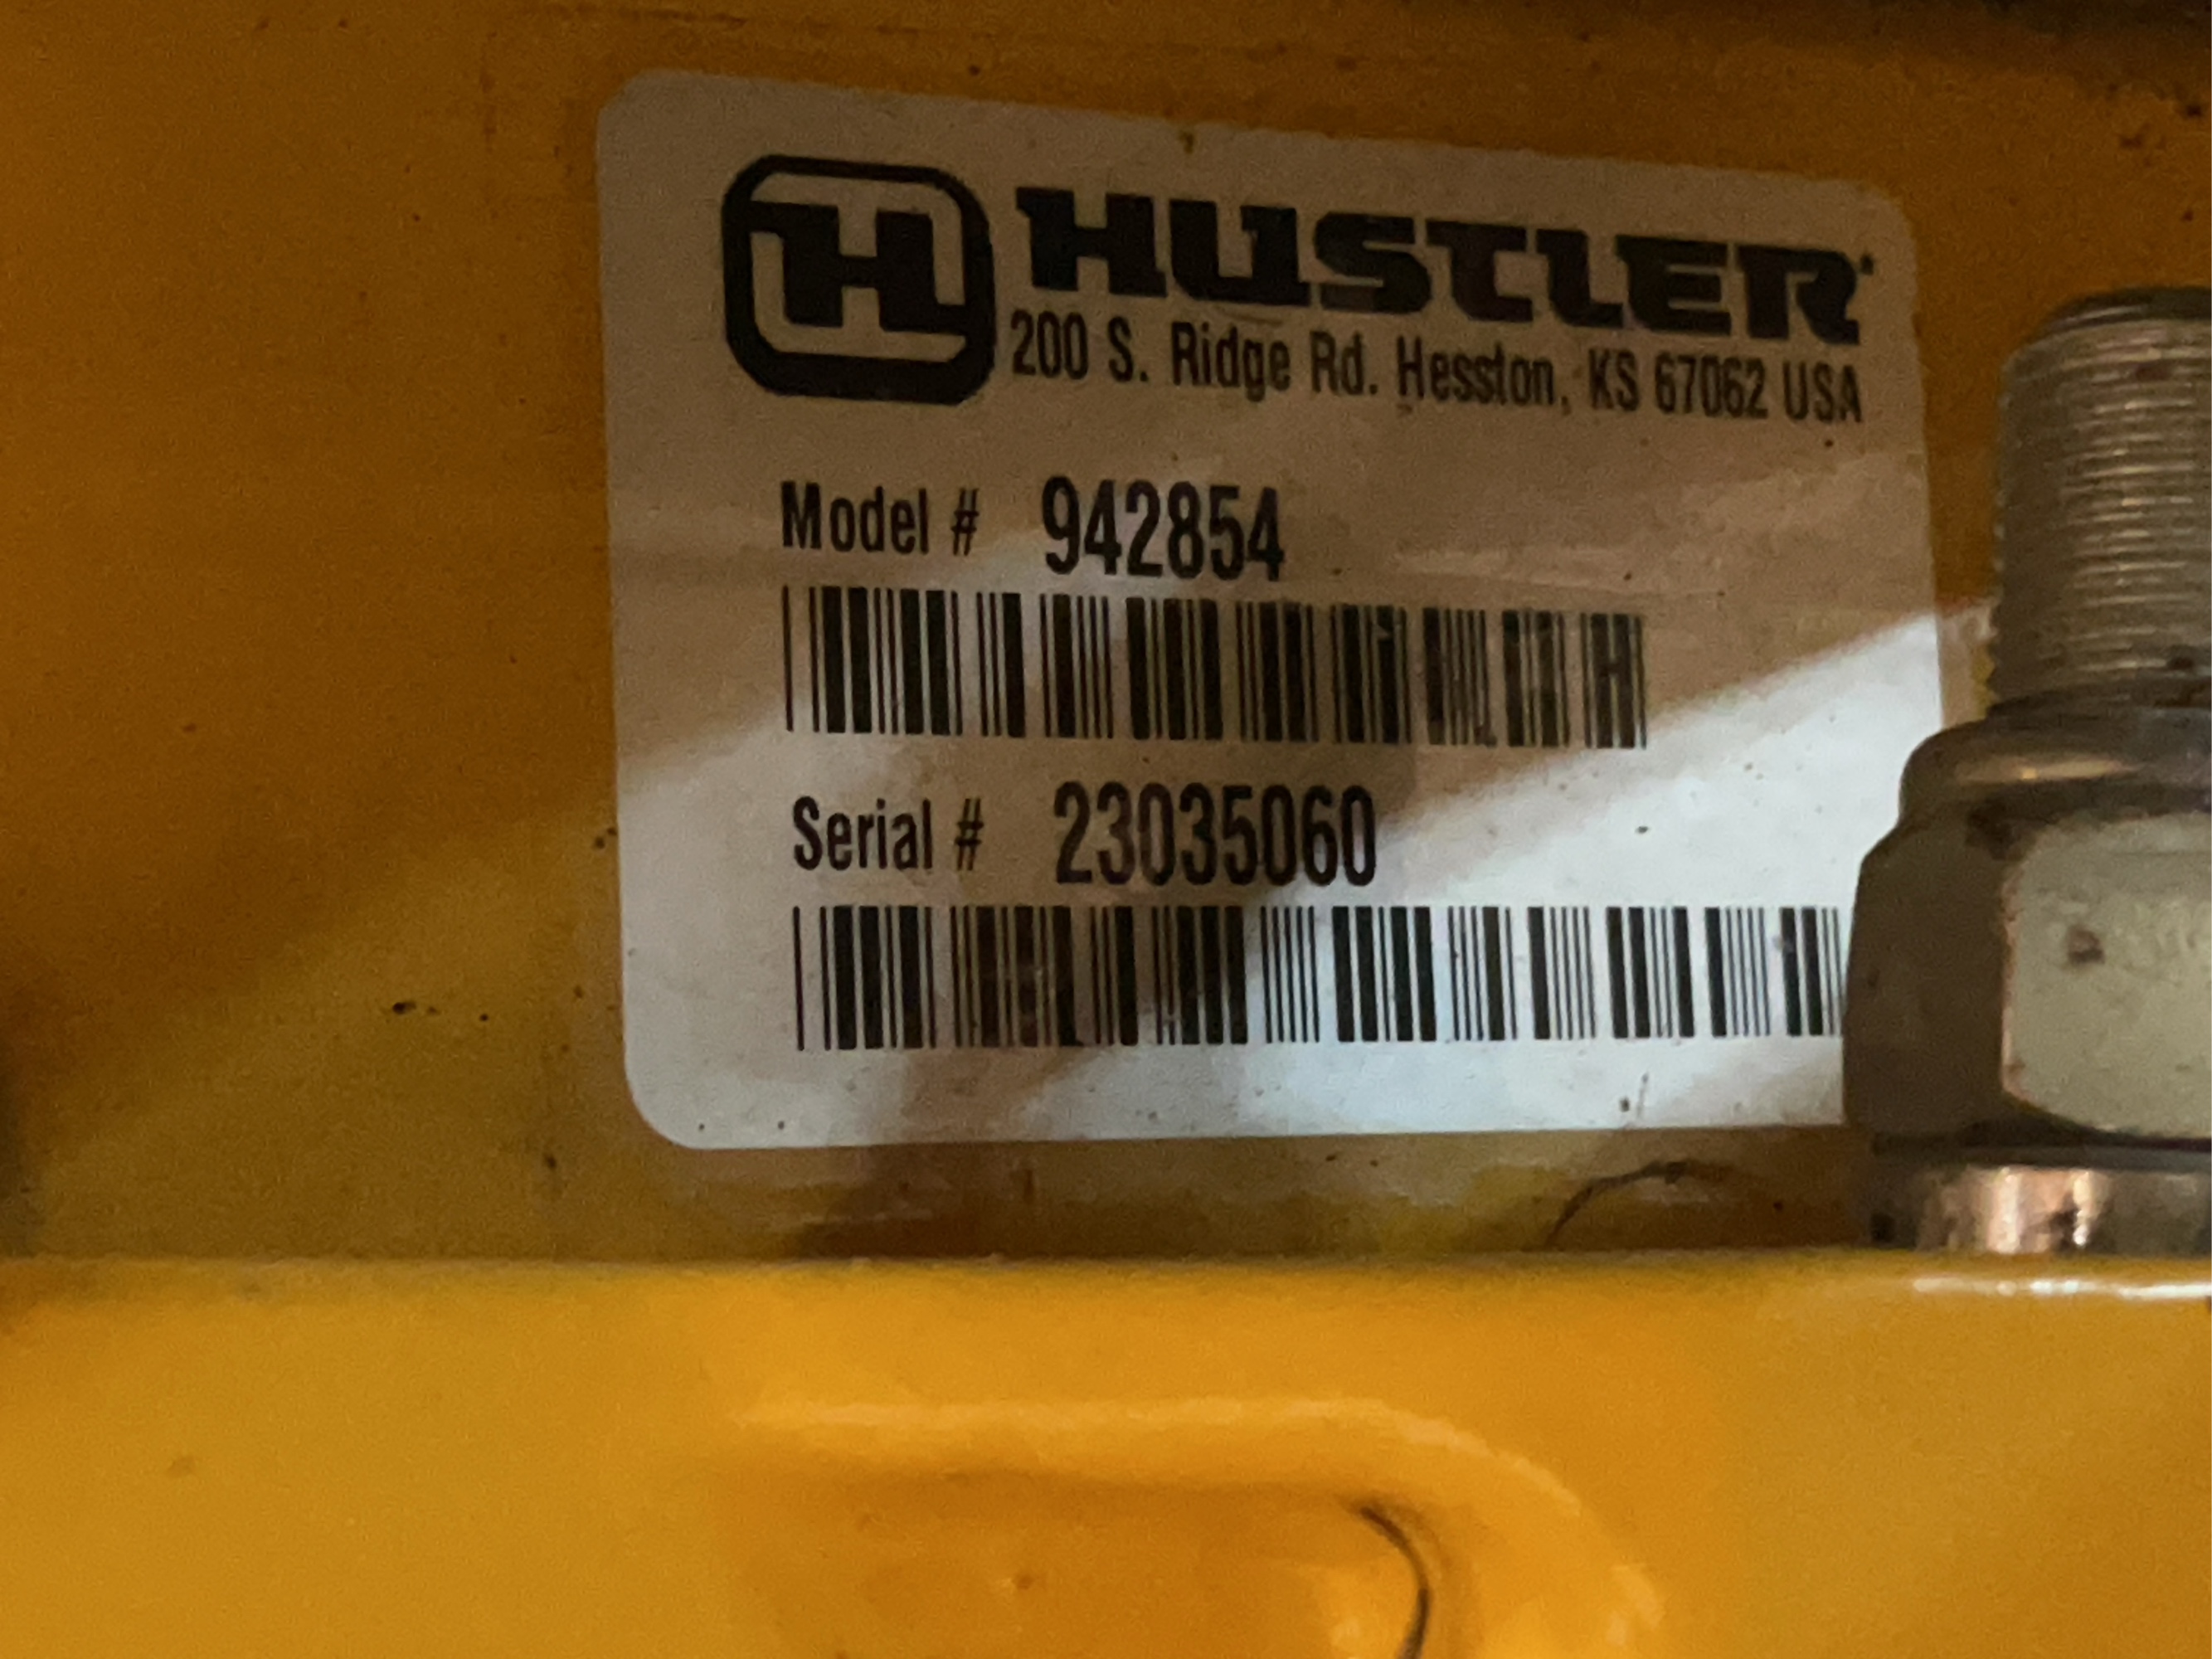 H HUSTLER
200 S. Ridge Rd. Hesston, KS 67062 USA
Model # 942854
Serial # 23035060